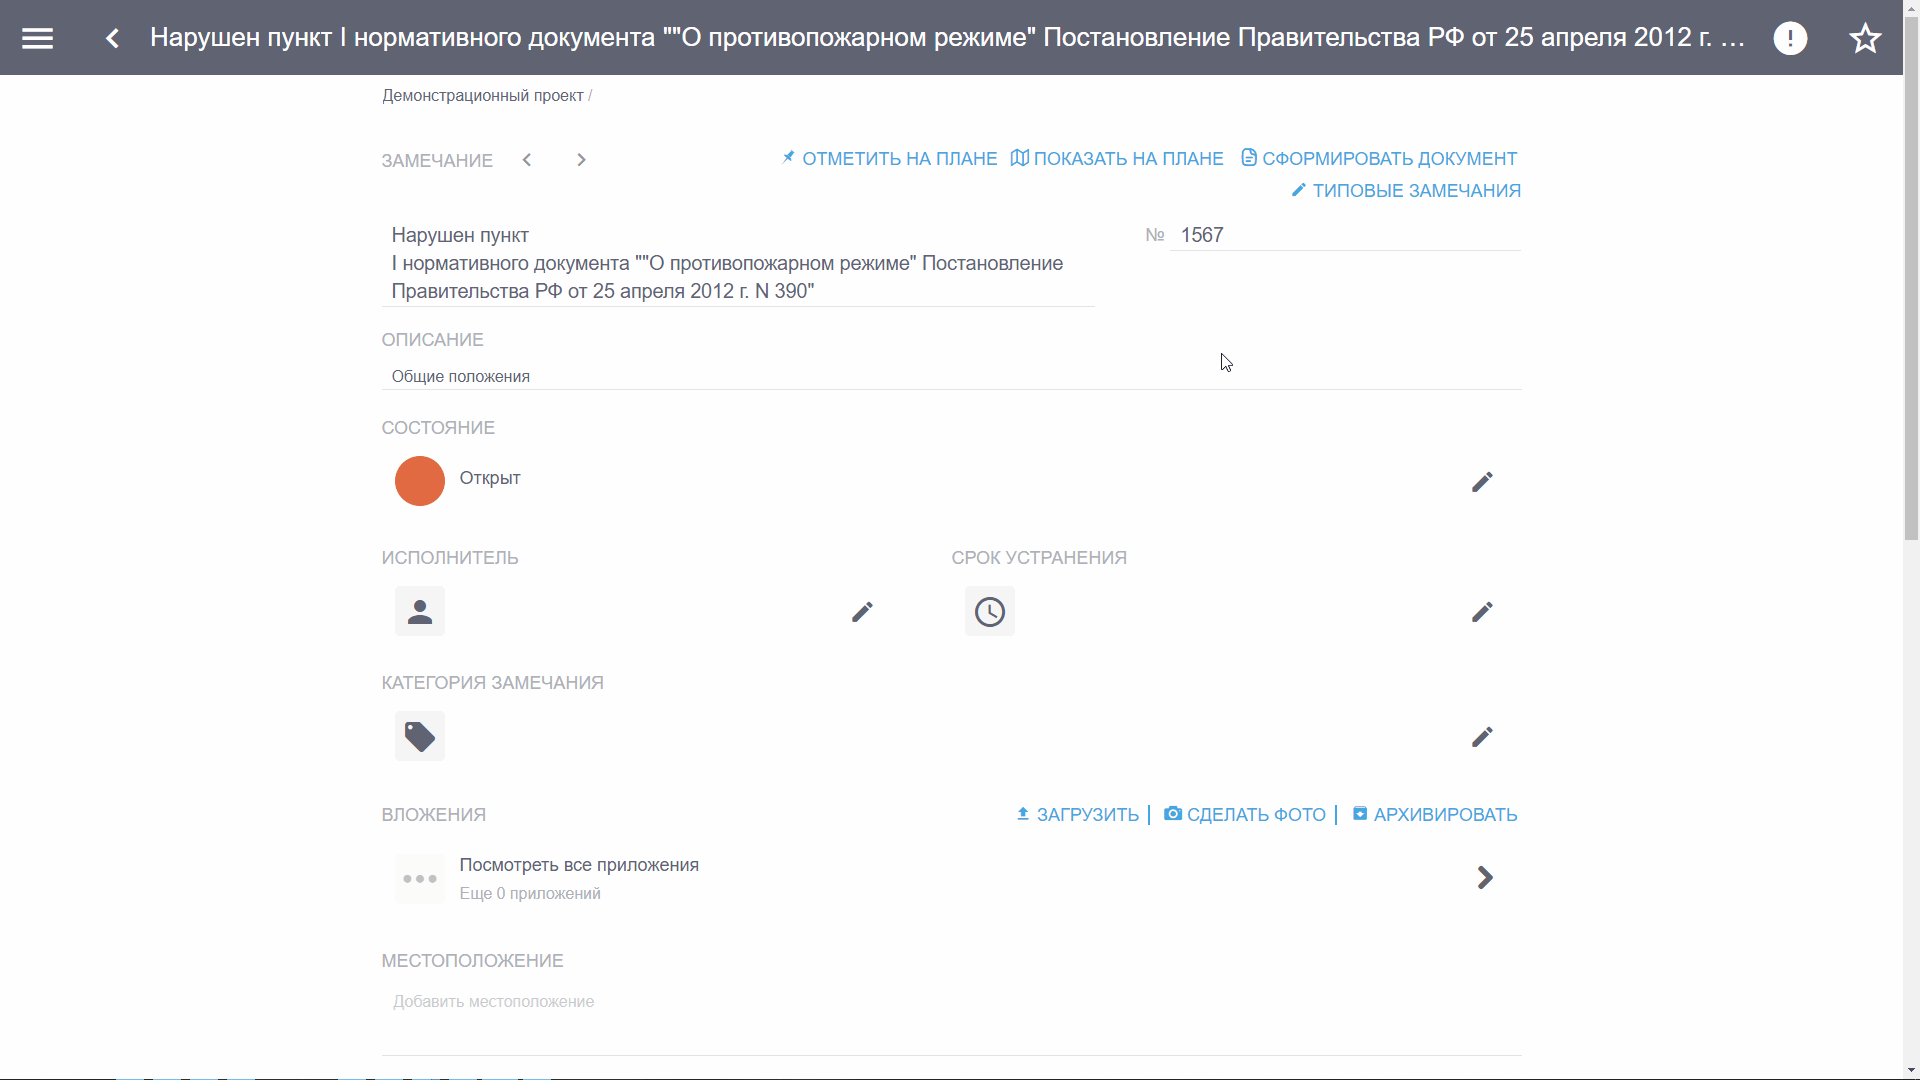 Нарушен пункт I нормативного документа ""О противопожарном режиме" Постановление Правительства РФ от 25 апреля 2012 г. ...
Демонстрационный проект /
ЗАМЕЧАНИЕ
ОТМЕТИТЬ НА ПЛАНЕ ПОКАЗАТЬ НА ПЛАНЕ СФОРМИРОВАТЬ ДОКУМЕНТ
ТИПОВЫЕ ЗАМЕЧАНИЯ
Нарушен пункт
I нормативного документа ""О противопожарном режиме" Постановление
Правительства РФ от 25 апреля 2012 г. N 390"
№ 1567
ОПИСАНИЕ
Общие положения
СОСТОЯНИЕ
Открыт
ИСПОЛНИТЕЛЬ
СРОК УСТРАНЕНИЯ
КАТЕГОРИЯ ЗАМЕЧАНИЯ
ВЛОЖЕНИЯ
ЗАГРУЗИТЬ | СДЕЛАТЬ ФОТО | АРХИВИРОВАТЬ
Посмотреть все приложения
Еще 0 приложений
МЕСТОПОЛОЖЕНИЕ
Добавить местоположение